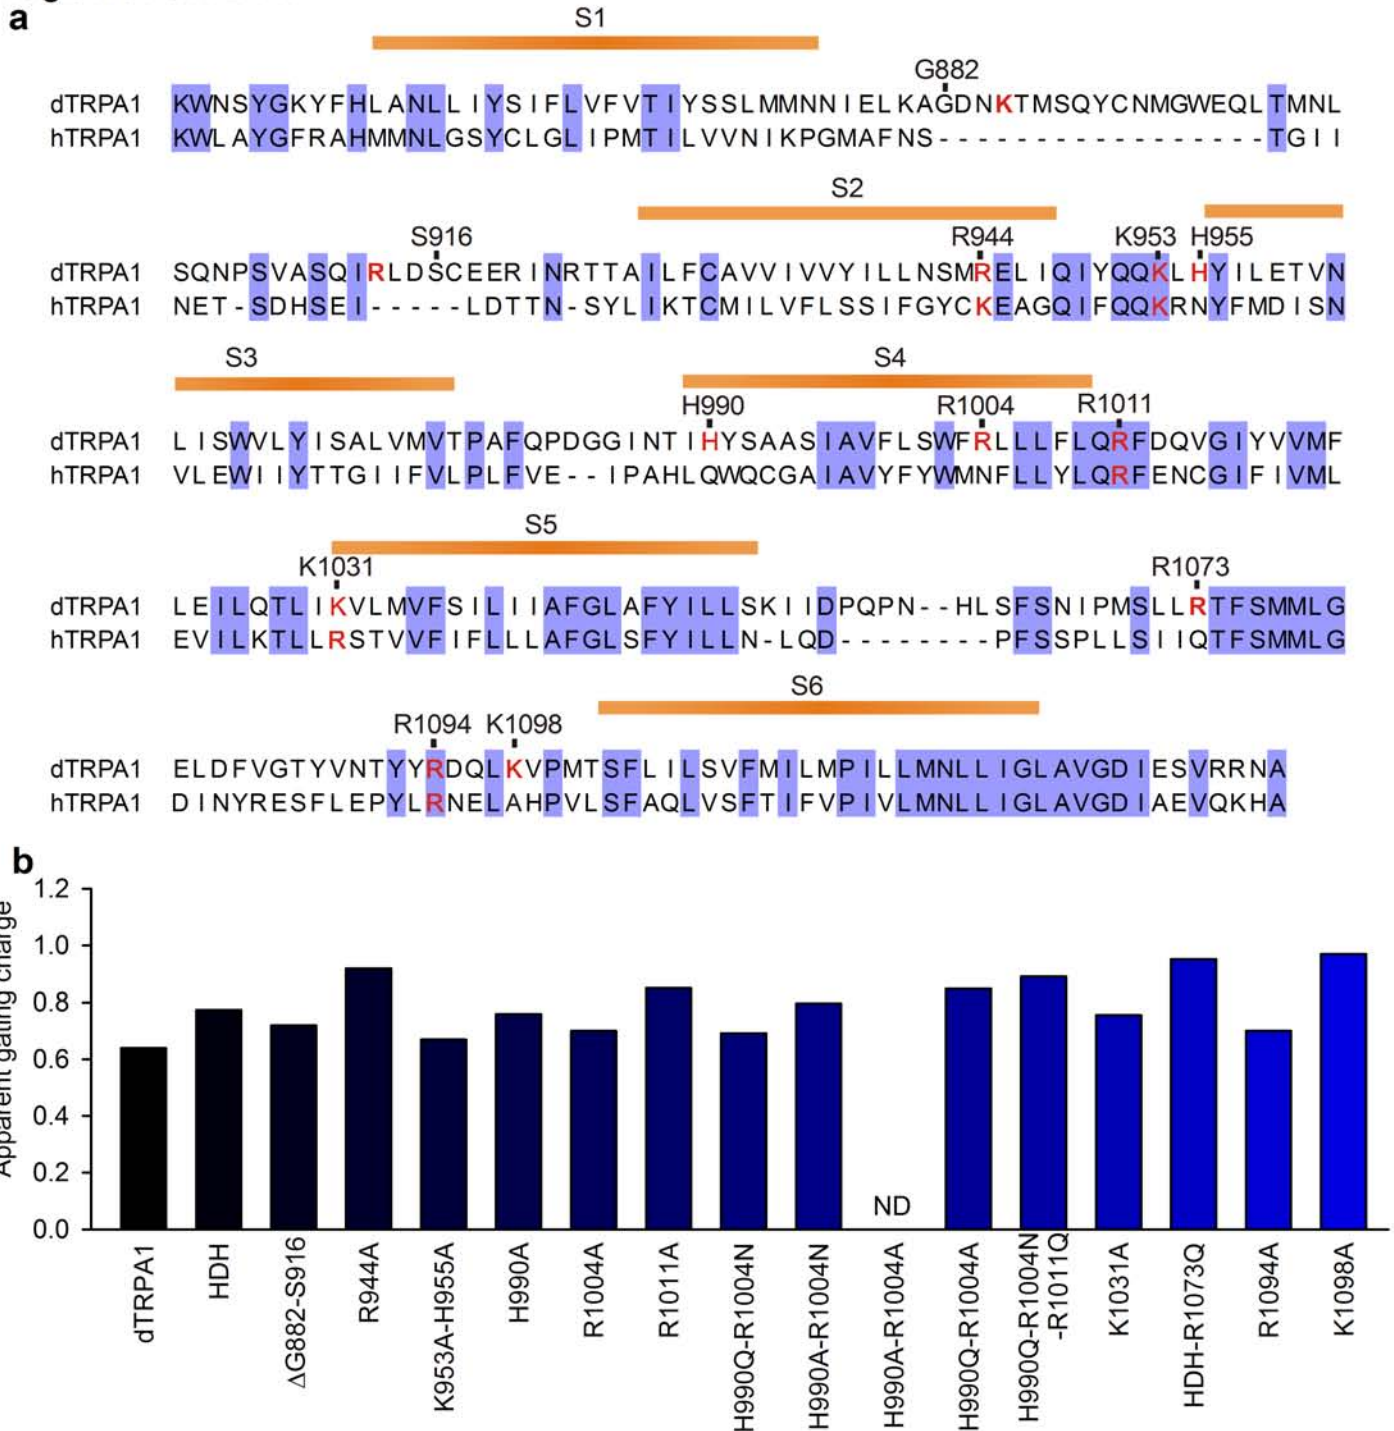 a
S1
G882
dTRPA1 KWNSYGKYFHLANLLIYSIFLVFVTIYSSLMMNNIELKAGDNKTMSQYCNMGWEQLTMNL
hTRPA1 KWLAYGFRAHMMNLGSYCLGLIPMTILVVNIKPGMAFNS-----------------TGII
S2
S916 R944 K953 H955
dTRPA1 SQNPSVASQIRLDSCEERINRTTAILFCAVVIVVYILLNSMRELIQIYQQKLHYILETVN
hTRPA1 NET-SDHSEI-----LDTTN-SYLIKTCMILVFLSSIFGYCKEAGQIFQQKRNYFMDISN
S3 S4
H990 R1004 R1011
dTRPA1 LISWVLYISALVMVTPAFQPDGGINTIHYSAASIAVFLSWFRLLLFLQRFDQVGIYVVMF
hTRPA1 VLEWIIYTTGIIFVLPLFVE--IPAHLQWQCGAIAVYFYWMNFLLYLQRFENCGIFIVML
S5
K1031 R1073
dTRPA1 LEILQTLIKVLMVFSILIIAFGLAFYILLSKIIDPQPN--HLSFSNIPMSLLRTFSMMLG
hTRPA1 EVILKTLLRSTVVFIFLLLAFGLSFYILLN-LQD--------PFSSPLLSIIQTFSMMLG
S6
R1094 K1098
dTRPA1 ELDFVGTYVNTYYRDQLKVPMTSFLILSVFMILMPILLMNLLIGLAVGDIESVRRNA
hTRPA1 DINYRESFLEPYLRNELAHPVLSFAQLVSFTIFVPIVLMNLLIGLAVGDIAEVQKHA
b
Apparent gating charge
1.2
1.0
0.8
0.6
0.4
0.2
0.0
ND
dTRPA1
HDH
ΔG882-S916
R944A
K953A-H955A
H990A
R1004A
R1011A
H990Q-R1004N
H990A-R1004N
H990A-R1004A
H990Q-R1004A
H990Q-R1004N
-R1011Q
K1031A
HDH-R1073Q
R1094A
K1098A